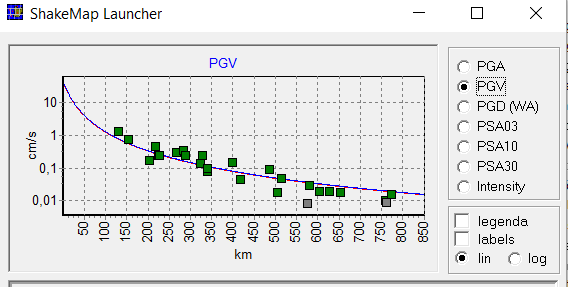 ShakeMap Launcher
PGV
10
1
0,1
0,01
cm/s
50
100
150
200
250
300
350
400
450
500
550
600
650
700
750
800
850
km
PGA
PGV
PGD (WA)
PSA03
PSA10
PSA30
Intensity
legenda
labels
lin log